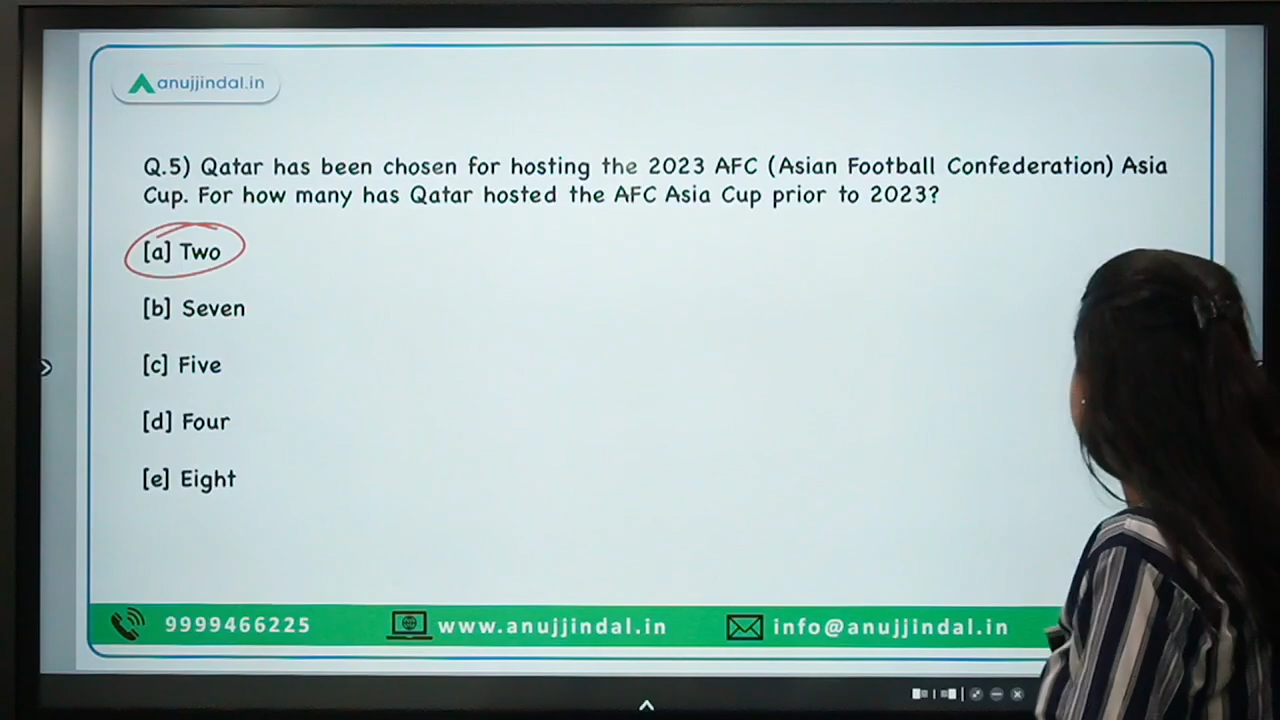 anujjindal.in
Q.5) Qatar has been chosen for hosting the 2023 AFC (Asian Football Confederation) Asia
Cup. For how many has Qatar hosted the AFC Asia Cup prior to 2023?
[a] Two
[b] Seven
[c] Five
[d] Four
[e] Eight
9999466225 www.anujjindal.in info@anujjindal.in